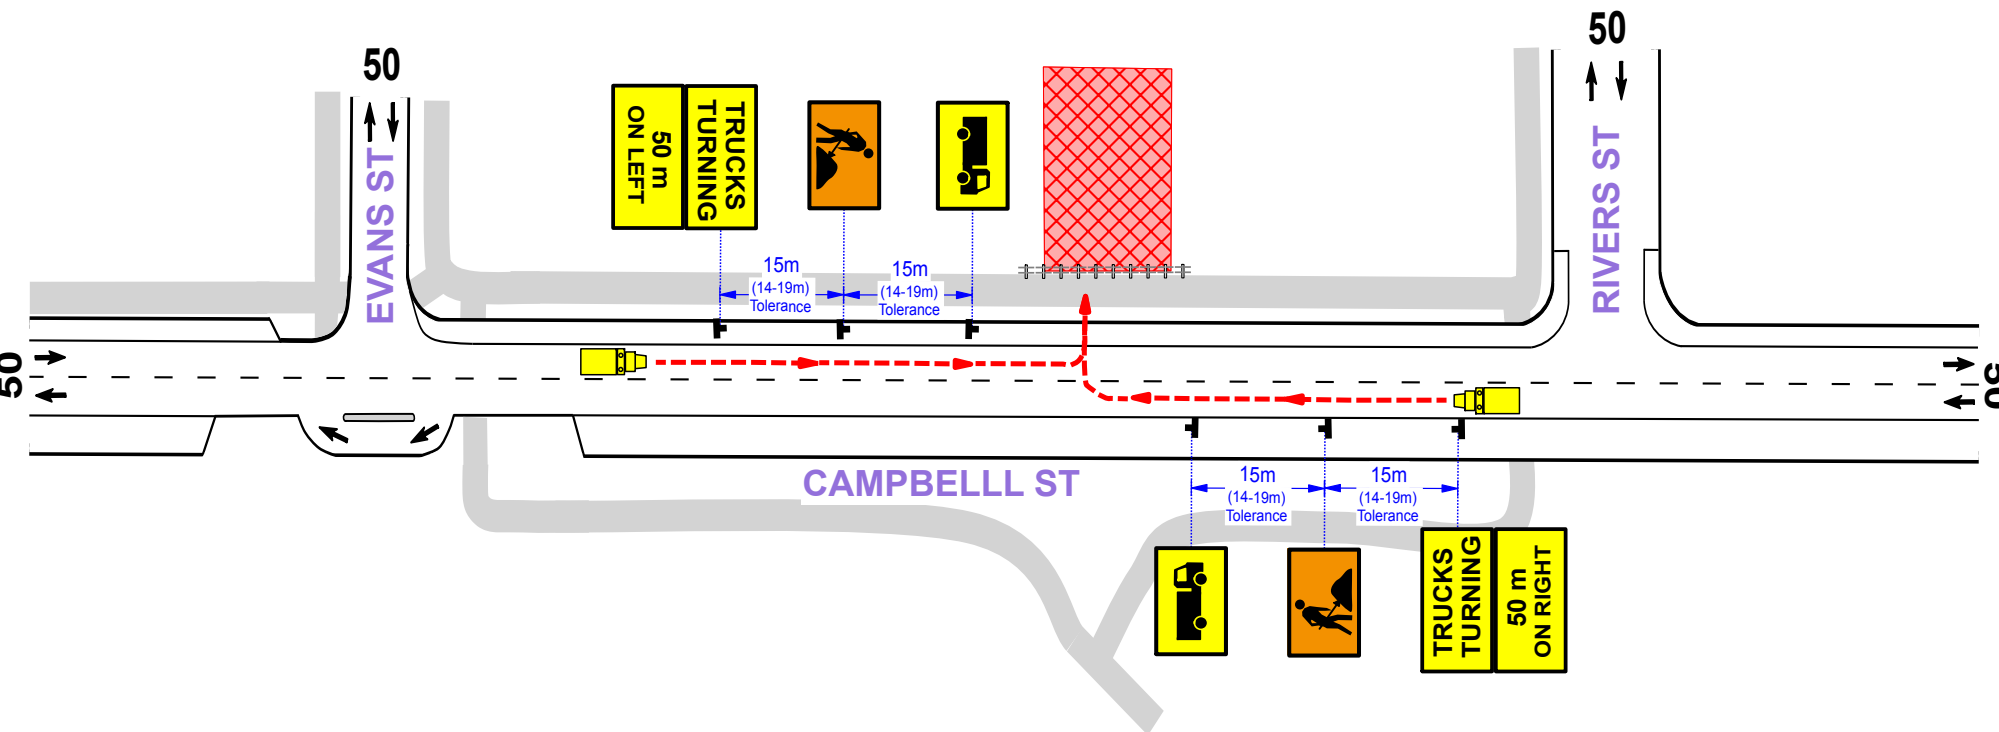 50
50
EVANS ST
RIVERS ST
TRUCKS
TURNING
50 m
ON LEFT
15m
(14-19m)
Tolerance
15m
(14-19m)
Tolerance
50
50
CAMPBELLL ST
15m
(14-19m)
Tolerance
15m
(14-19m)
Tolerance
TRUCKS
TURNING
50 m
ON RIGHT